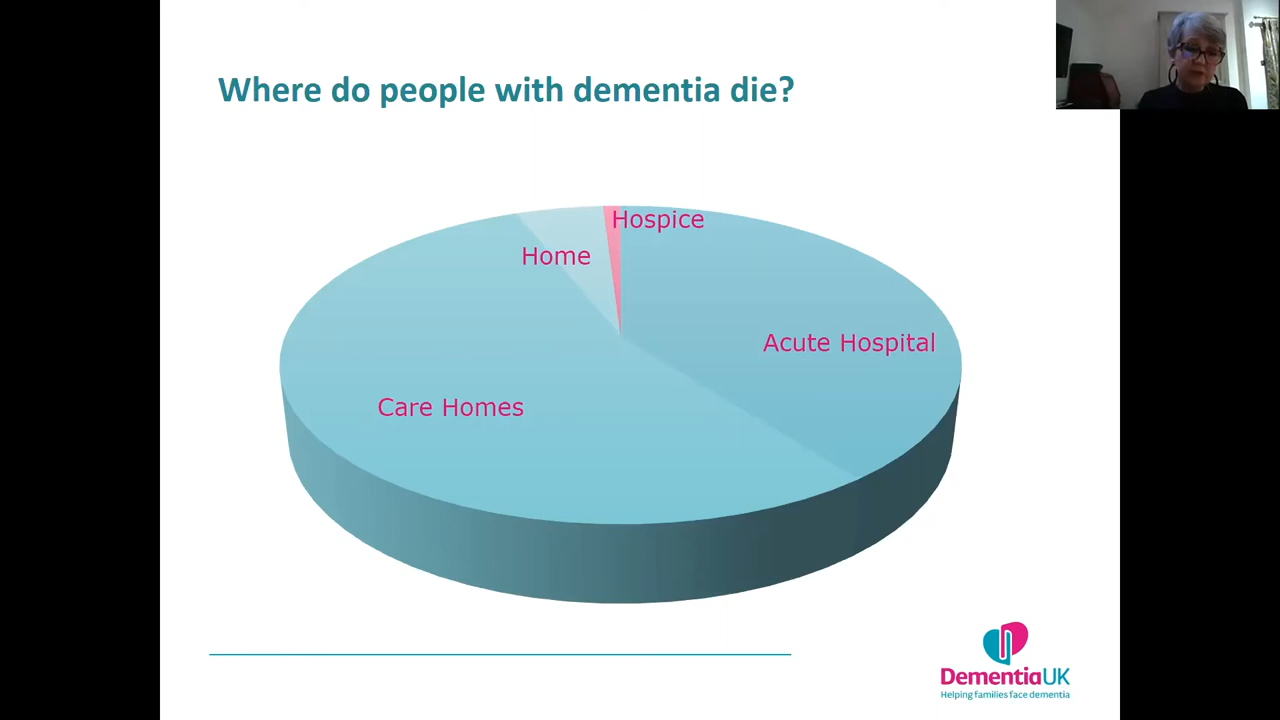 Where do people with dementia die?
Hospice
Home
Acute Hospital
Care Homes
DementiaUK
Helping families face dementia